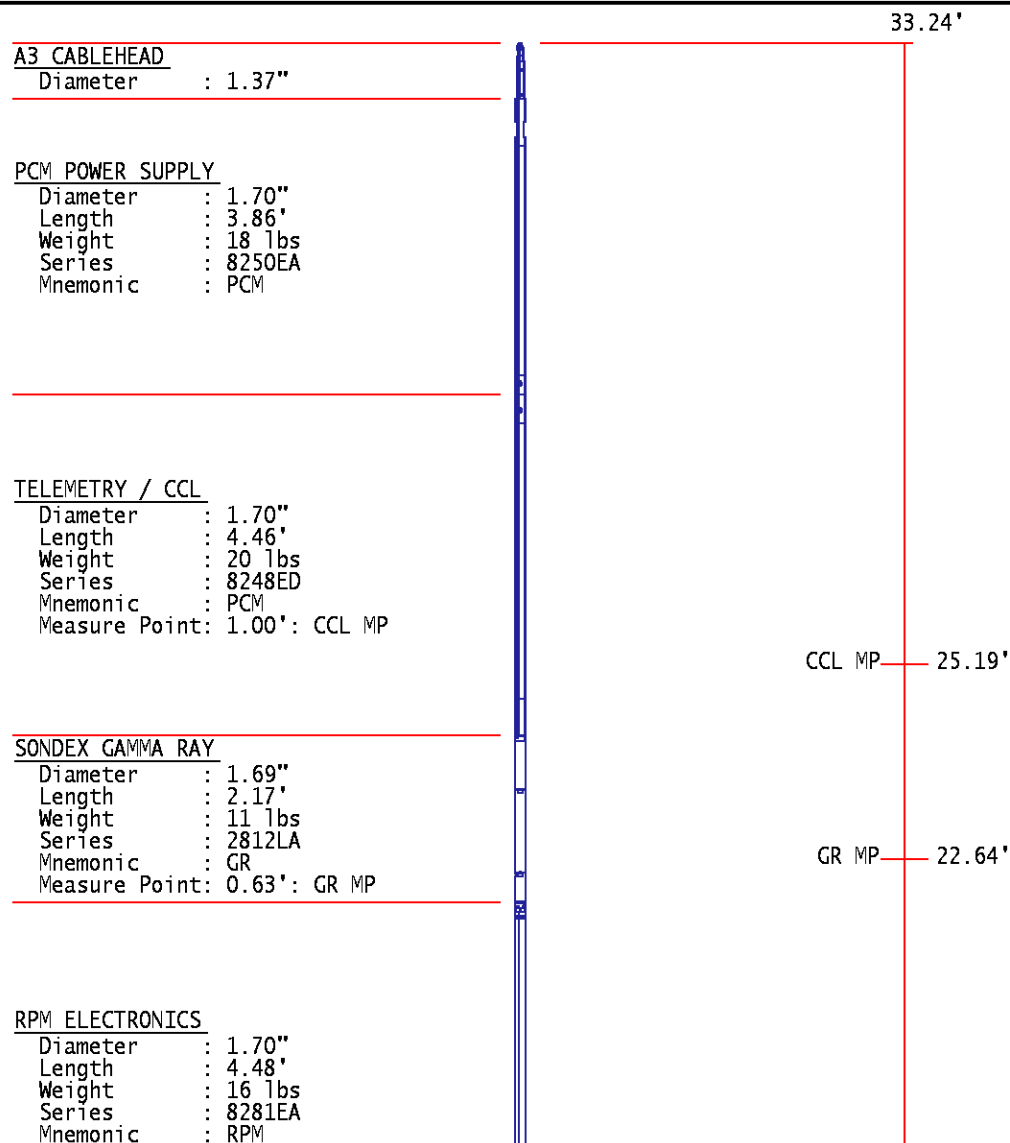 33.24'
A3 CABLEHEAD
Diameter : 1.37"
PCM POWER SUPPLY
Diameter : 1.70"
Length : 3.86'
Weight : 18 lbs
Series : 8250EA
Mnemonic : PCM
TELEMETRY / CCL
Diameter : 1.70"
Length : 4.46'
Weight : 20 lbs
Series : 8248ED
Mnemonic : PCM
Measure Point: 1.00': CCL MP
CCL MP 25.19'
SONDEX GAMMA RAY
Diameter : 1.69"
Length : 2.17'
Weight : 11 lbs
Series : 2812LA
Mnemonic : GR
Measure Point: 0.63': GR MP
GR MP 22.64'
RPM ELECTRONICS
Diameter : 1.70"
Length : 4.48'
Weight : 16 lbs
Series : 8281EA
Mnemonic : RPM